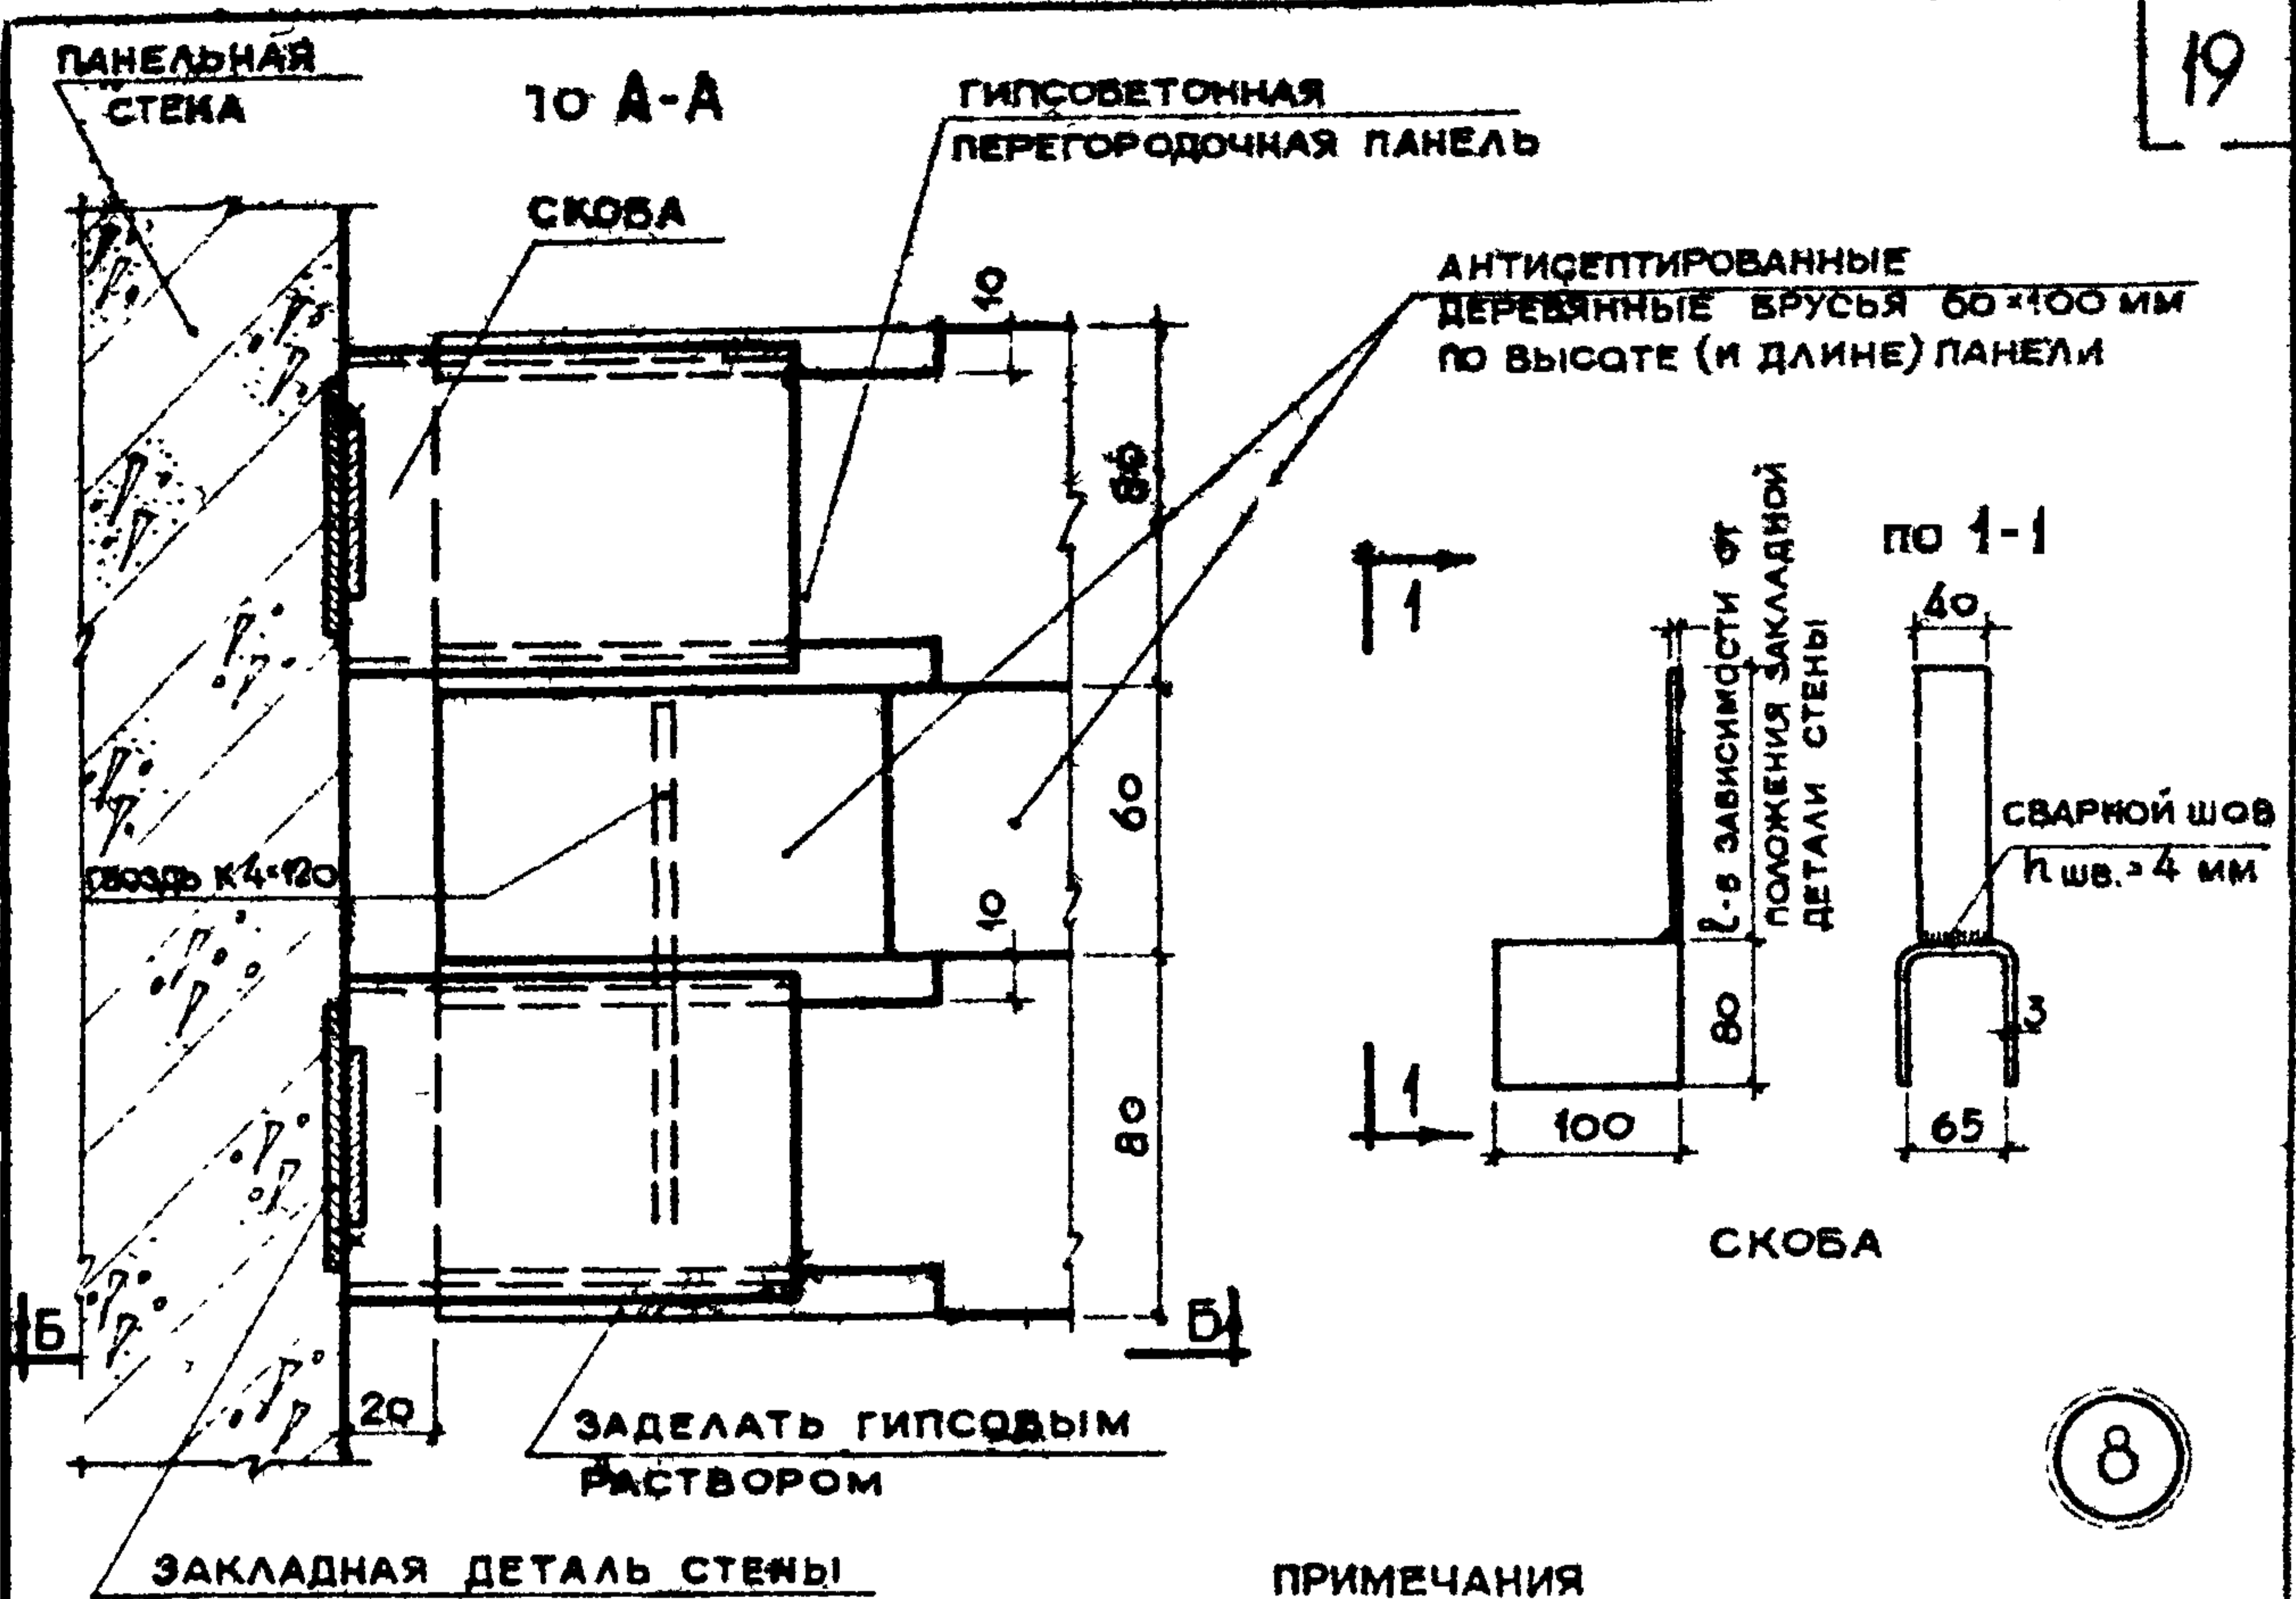 19
ПАНЕЛЬНАЯ
СТЕНА
по А-А
ГИПСОБЕТОННАЯ
ПЕРЕГОРОДОЧНАЯ ПАНЕЛЬ
СКОБА
АНТИСЕПТИРОВАННЫЕ
ДЕРЕВЯННЫЕ БРУСЬЯ 60×100 ММ
ПО ВЫСОТЕ (И ДЛИНЕ) ПАНЕЛИ
10
80
60
10
80
ГВОЗДЬ К4×120
20
Б
Б
ЗАДЕЛАТЬ ГИПСОВЫМ
РАСТВОРОМ
ЗАКЛАДНАЯ ДЕТАЛЬ СТЕНЫ
1
1
ℓ-В ЗАВИСИМОСТИ ОТ
ПОЛОЖЕНИЯ ЗАКЛАДНОЙ
ДЕТАЛИ СТЕНЫ
80
100
по 1-1
40
СВАРНОЙ ШОВ
h шв.=4 мм
3
65
СКОБА
8
ПРИМЕЧАНИЯ